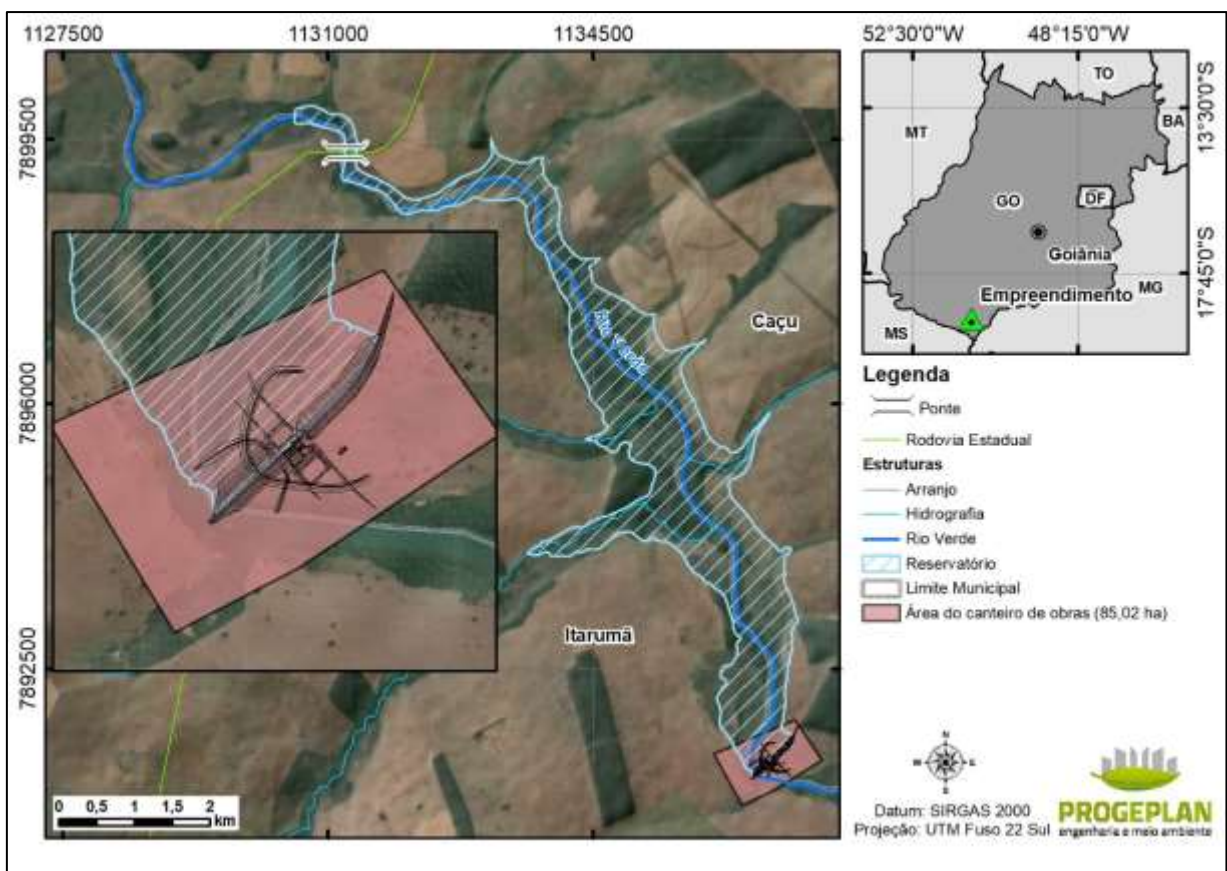 1127500 1131000 1134500
7899500
7896000
7892500
Rio Verde
Caçu
Itarumã
0 0,5 1 1,5 2
km
52°30'0"W 48°15'0"W
13°30'0"S
17°45'0"S
TO
BA
MT
DF
GO
Goiânia
MG
Empreendimento
MS
Legenda
Ponte
Rodovia Estadual
Estruturas
Arranjo
Hidrografia
Rio Verde
Reservatório
Limite Municipal
Área do canteiro de obras (85,02 ha)
N
W E
S
Datum: SIRGAS 2000
Projeção: UTM Fuso 22 Sul
PROGEPLAN
engenharia e meio ambiente